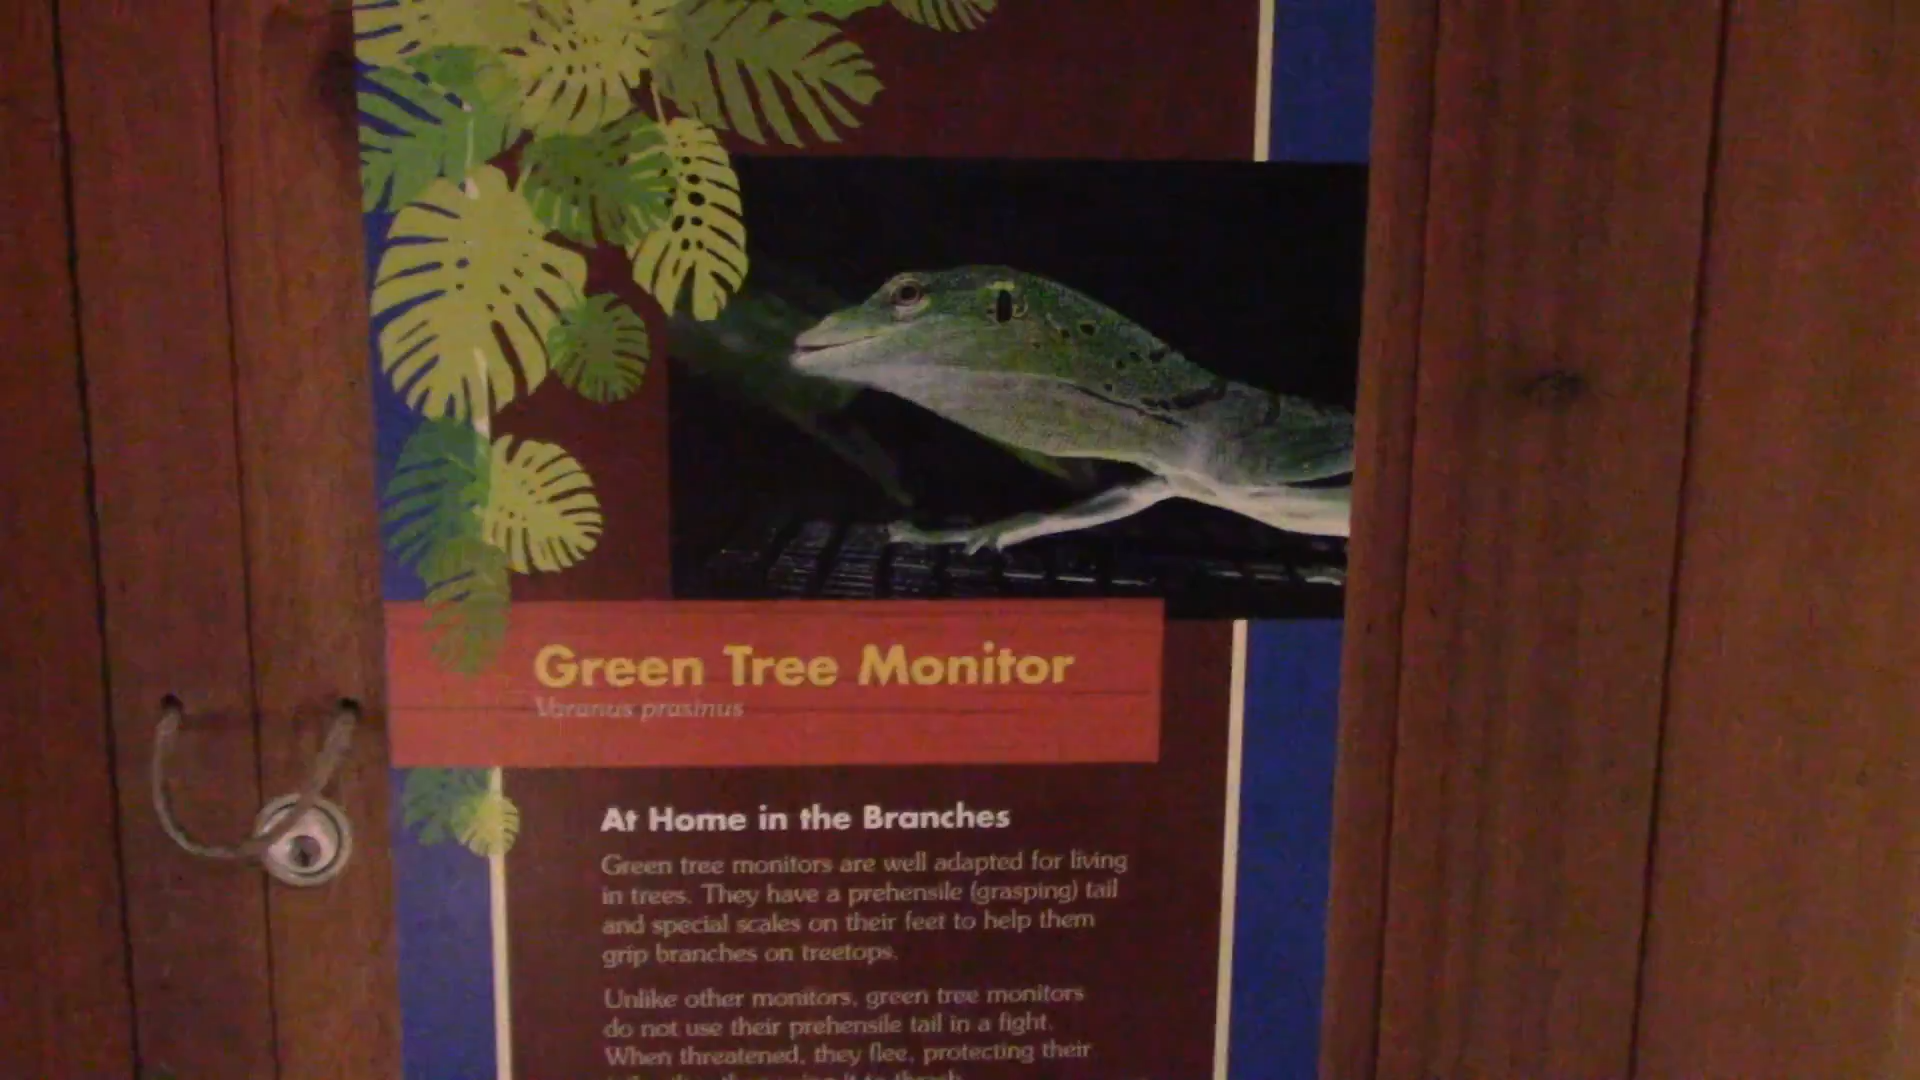 Green Tree Monitor
Varanus prasinus
At Home in the Branches
Green tree monitors are well adapted for living
in trees. They have a prehensile (grasping) tail
and special scales on their feet to help them
grip branches on treetops.
Unlike other monitors, green tree monitors
do not use their prehensile tail in a fight.
When threatened, they flee, protecting their